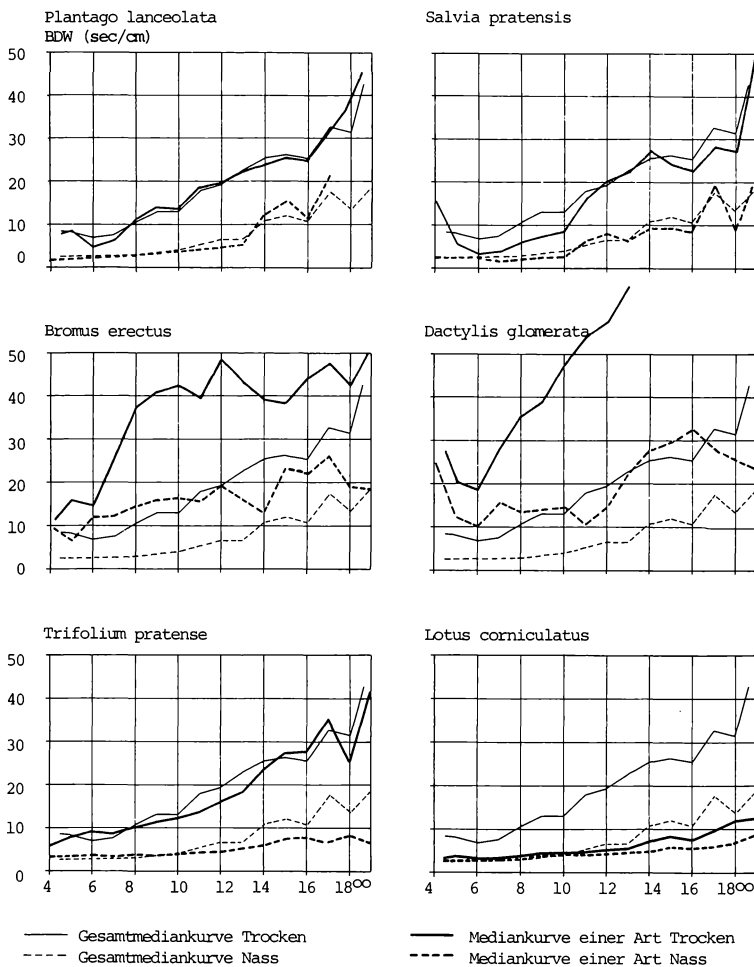 Plantago lanceolata
BDW (sec/cm)
Salvia pratensis
50
40
30
20
10
0
Bromus erectus
Dactylis glomerata
50
40
30
20
10
0
Trifolium pratense
Lotus corniculatus
50
40
30
20
10
0
4 6 8 10 12 14 16 18⁰⁰
4 6 8 10 12 14 16 18⁰⁰
Gesamtmediankurve Trocken
Gesamtmediankurve Nass
Mediankurve einer Art Trocken
Mediankurve einer Art Nass